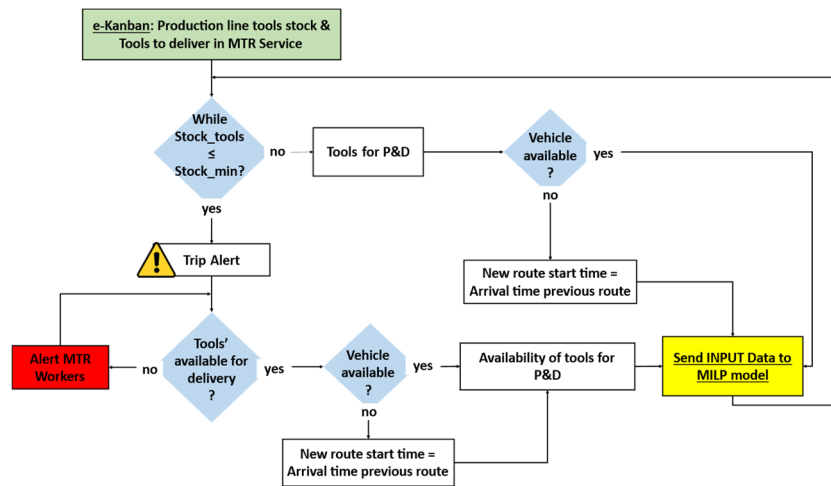 e-Kanban: Production line tools stock &
Tools to deliver in MTR Service
While
Stock_tools
≤
Stock_min?
no
Tools for P&D
Vehicle
available
?
yes
no
yes
Trip Alert
New route start time =
Arrival time previous route
Alert MTR
Workers
no
Tools'
available for
delivery
?
yes
Vehicle
available
?
yes
Availability of tools for
P&D
Send INPUT Data to
MILP model
no
New route start time =
Arrival time previous route